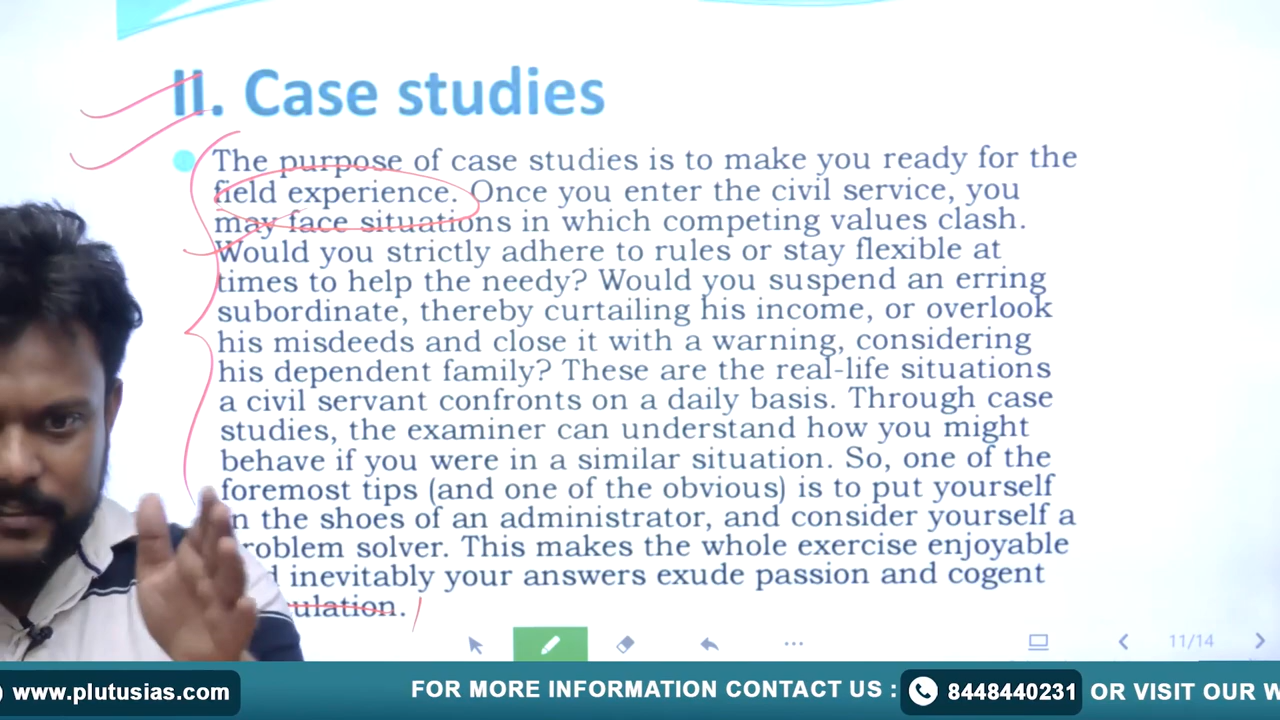 II. Case studies
The purpose of case studies is to make you ready for the
field experience. Once you enter the civil service, you
may face situations in which competing values clash.
Would you strictly adhere to rules or stay flexible at
times to help the needy? Would you suspend an erring
subordinate, thereby curtailing his income, or overlook
his misdeeds and close it with a warning, considering
his dependent family? These are the real-life situations
a civil servant confronts on a daily basis. Through case
studies, the examiner can understand how you might
behave if you were in a similar situation. So, one of the
foremost tips (and one of the obvious) is to put yourself
in the shoes of an administrator, and consider yourself a
problem solver. This makes the whole exercise enjoyable
inevitably your answers exude passion and cogent
11/14
www.plutusias.com
FOR MORE INFORMATION CONTACT US :
8448440231
OR VISIT OUR